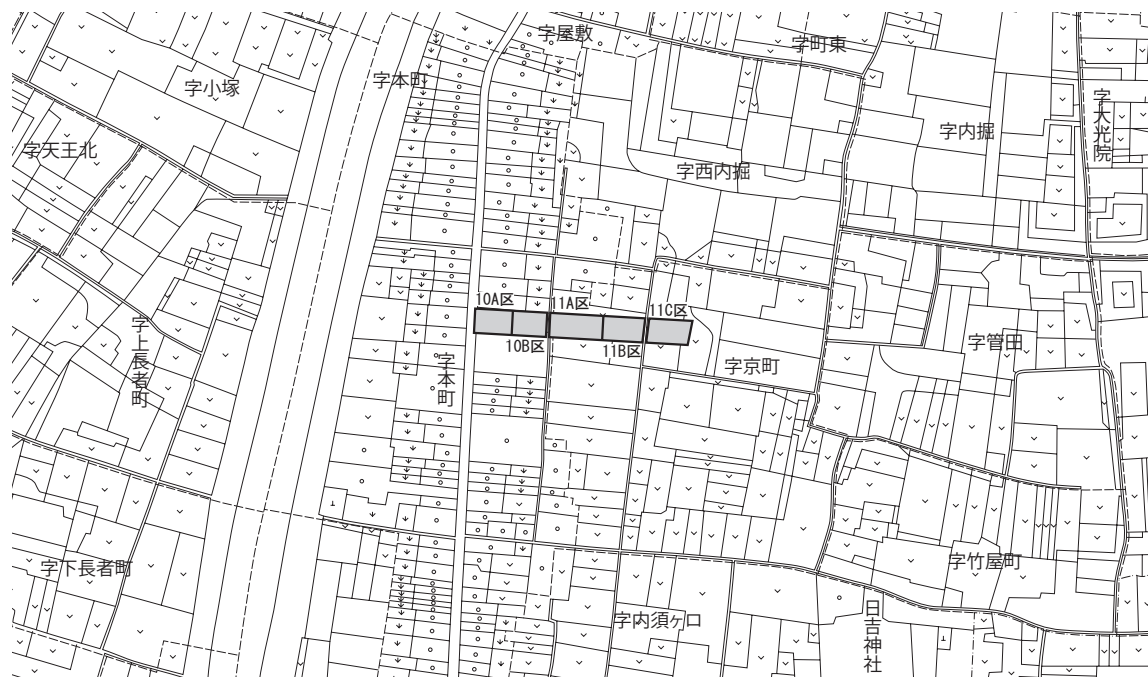 字屋敷
字町東
字小塚
字本町
字大光院
字内掘
字天王北
字西内掘
10A区
11A区
11C区
10B区
11B区
字上長者町
字本町
字京町
字管田
字下長者町
字竹屋町
字内須ヶ口
日吉神社